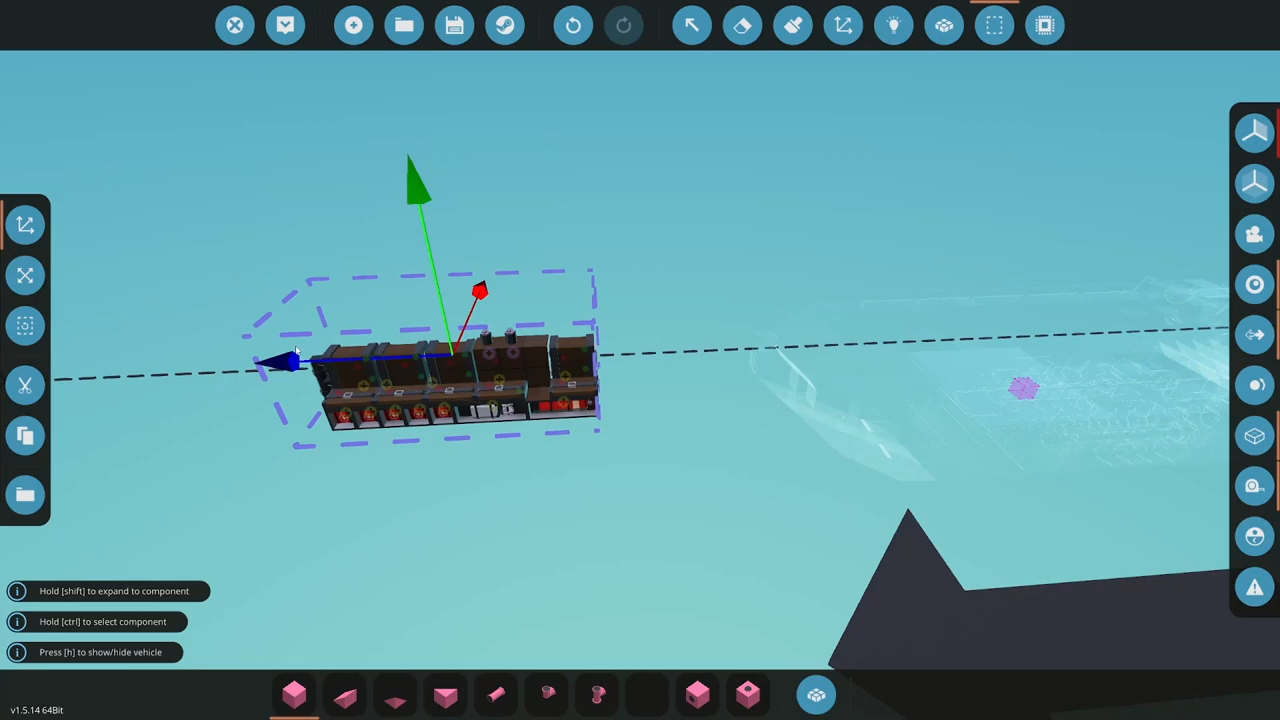 Hold [shift] to expand to component
Hold [ctrl] to select component
Press [h] to show/hide vehicle
v1.5.14 64Bit